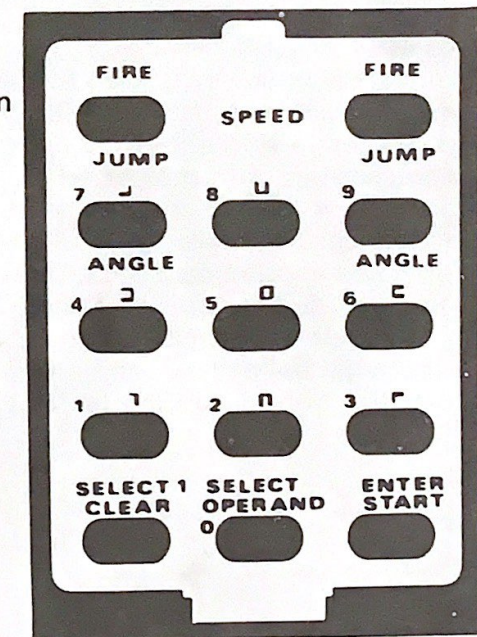 n
FIRE FIRE
SPEED
JUMP JUMP
7 8 9
ANGLE ANGLE
4 5 6
1 2 3
SELECT 1 SELECT ENTER
CLEAR OPERAND START
0